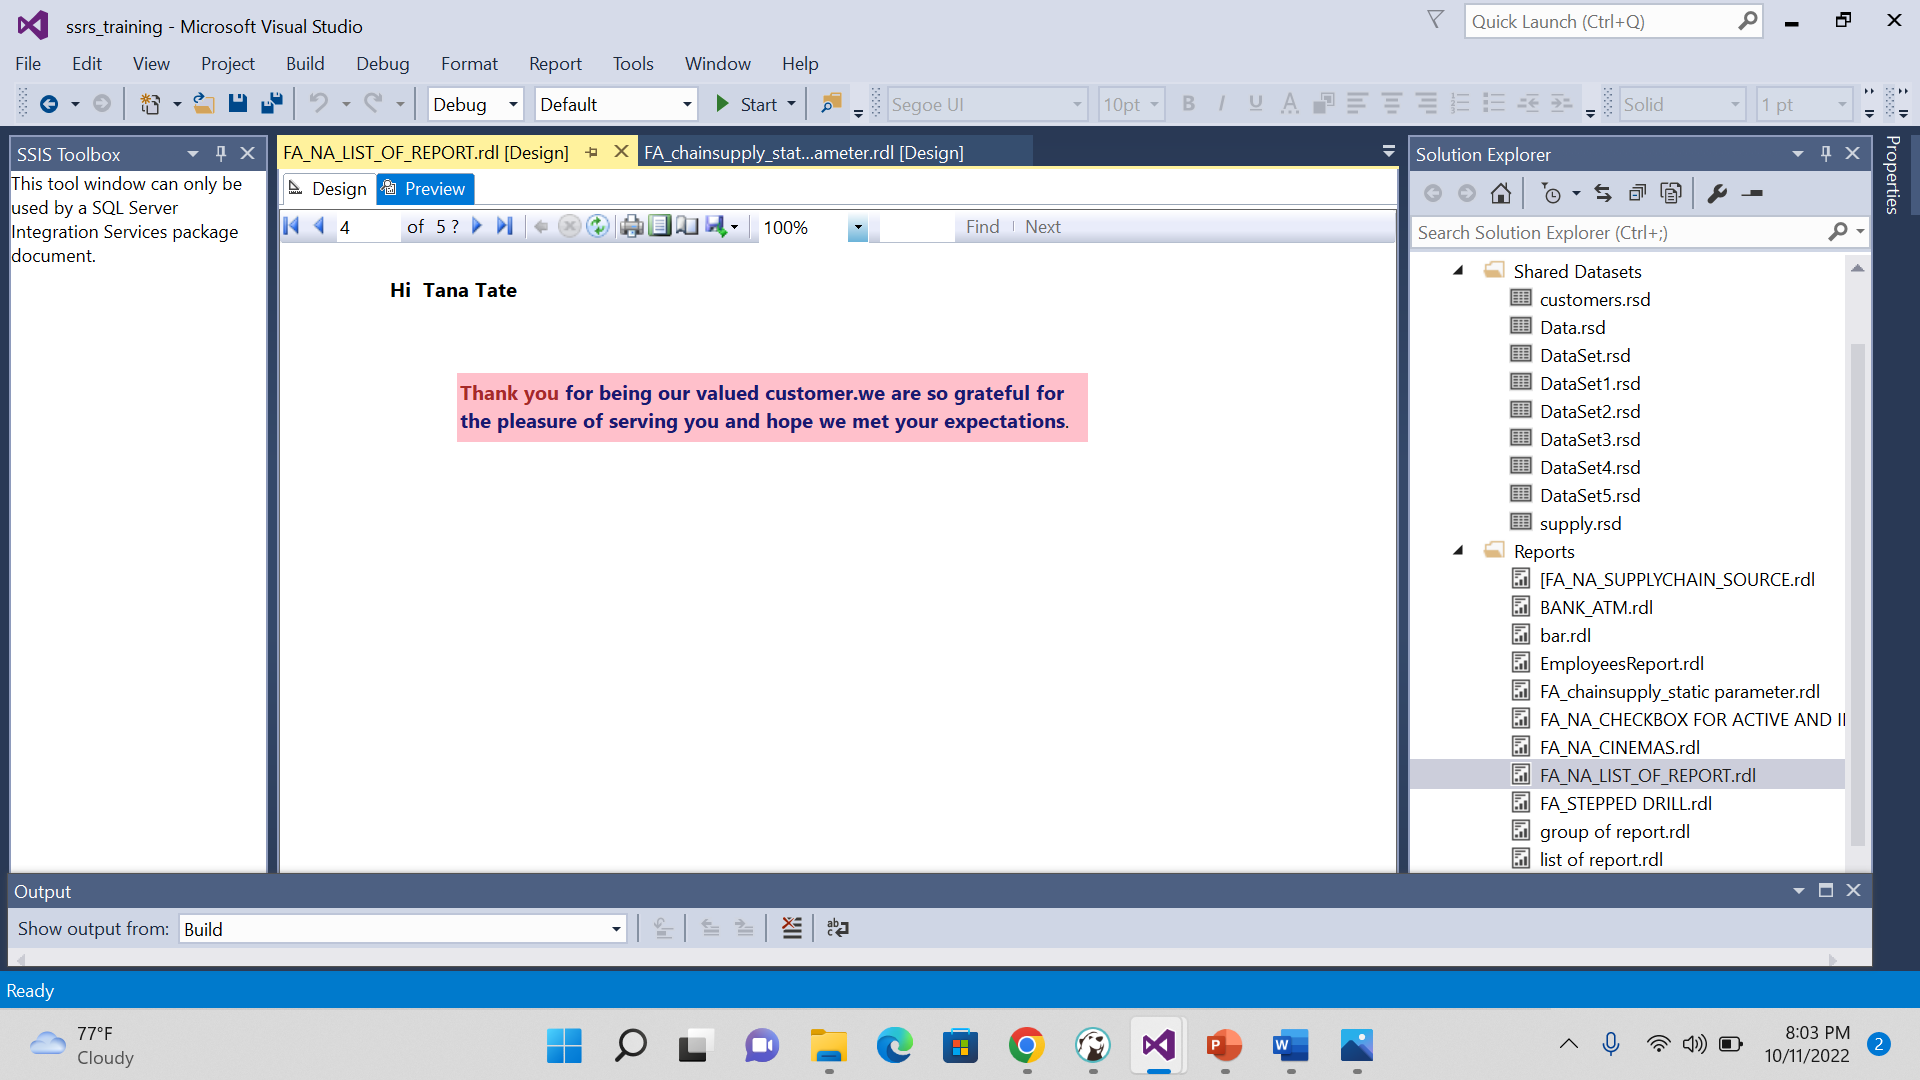 ssrs_training - Microsoft Visual Studio
Quick Launch (Ctrl+Q)
File Edit View Project Build Debug Format Report Tools Window Help
Debug Default Start Segoe UI 10pt B I U A Solid 1 pt
SSIS Toolbox
This tool window can only be
used by a SQL Server
Integration Services package
document.
FA_NA_LIST_OF_REPORT.rdl [Design] FA_chainsupply_stat...ameter.rdl [Design]
Design Preview
4 of 5 ? 100% Find Next
Hi Tana Tate
Thank you for being our valued customer.we are so grateful for
the pleasure of serving you and hope we met your expectations.
Solution Explorer
Search Solution Explorer (Ctrl+;)
Shared Datasets
customers.rsd
Data.rsd
DataSet.rsd
DataSet1.rsd
DataSet2.rsd
DataSet3.rsd
DataSet4.rsd
DataSet5.rsd
supply.rsd
Reports
[FA_NA_SUPPLYCHAIN_SOURCE.rdl
BANK_ATM.rdl
bar.rdl
EmployeesReport.rdl
FA_chainsupply_static parameter.rdl
FA_NA_CHECKBOX FOR ACTIVE AND I
FA_NA_CINEMAS.rdl
FA_NA_LIST_OF_REPORT.rdl
FA_STEPPED DRILL.rdl
group of report.rdl
list of report.rdl
Properties
Output
Show output from: Build
Ready
77°F
Cloudy
8:03 PM
10/11/2022
2